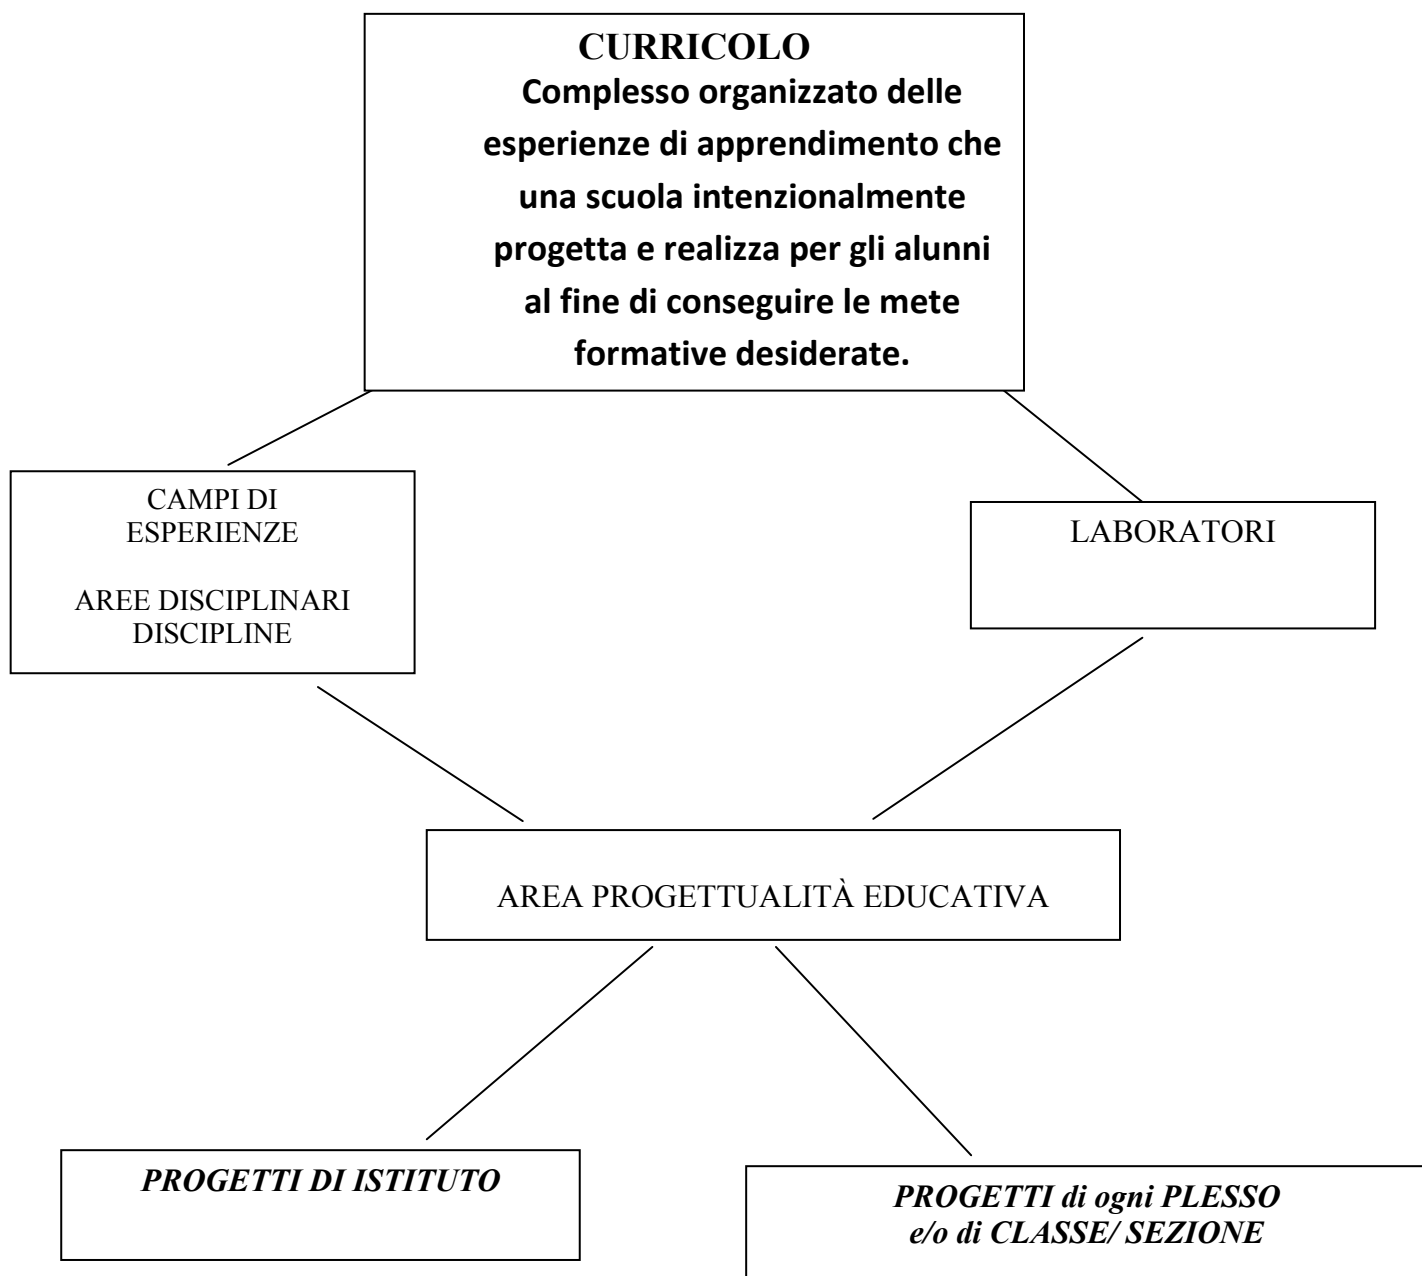 CURRICOLO
Complesso organizzato delle
esperienze di apprendimento che
una scuola intenzionalmente
progetta e realizza per gli alunni
al fine di conseguire le mete
formative desiderate.
CAMPI DI
ESPERIENZE
AREE DISCIPLINARI
DISCIPLINE
LABORATORI
AREA PROGETTUALITÀ EDUCATIVA
PROGETTI DI ISTITUTO
PROGETTI di ogni PLESSO
e/o di CLASSE/ SEZIONE